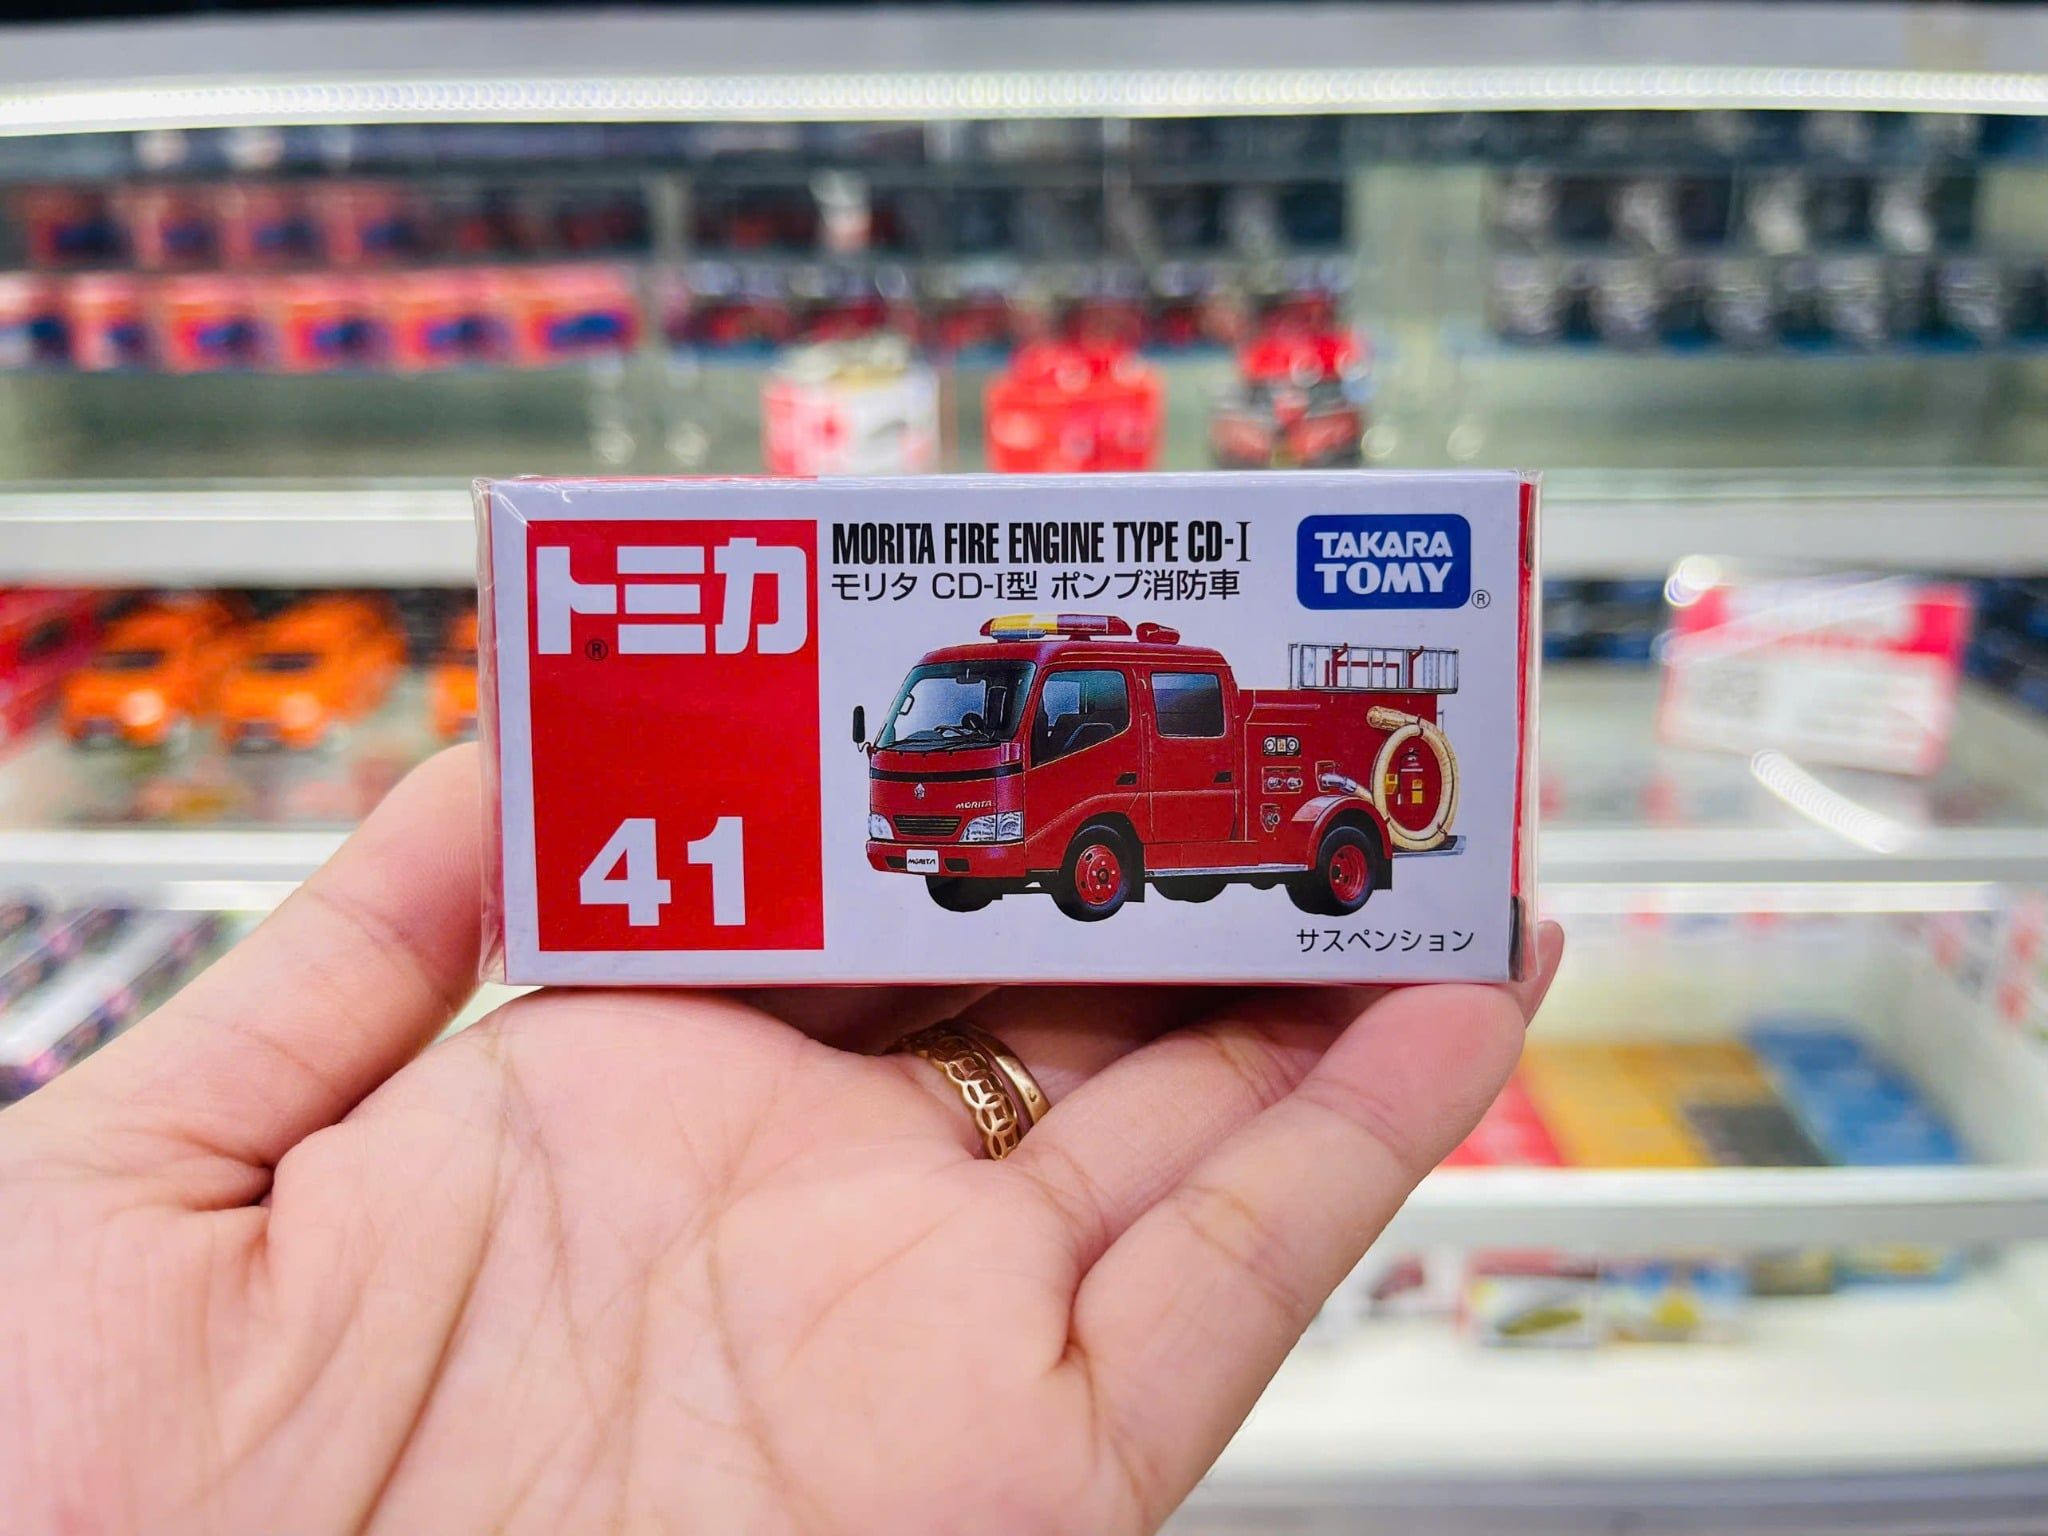 トミカ
®
41
MORITA FIRE ENGINE TYPE CD-I
モリタ CD-I型 ポンプ消防車
TAKARA
TOMY
®
MORITA
MORITA
サスペンション